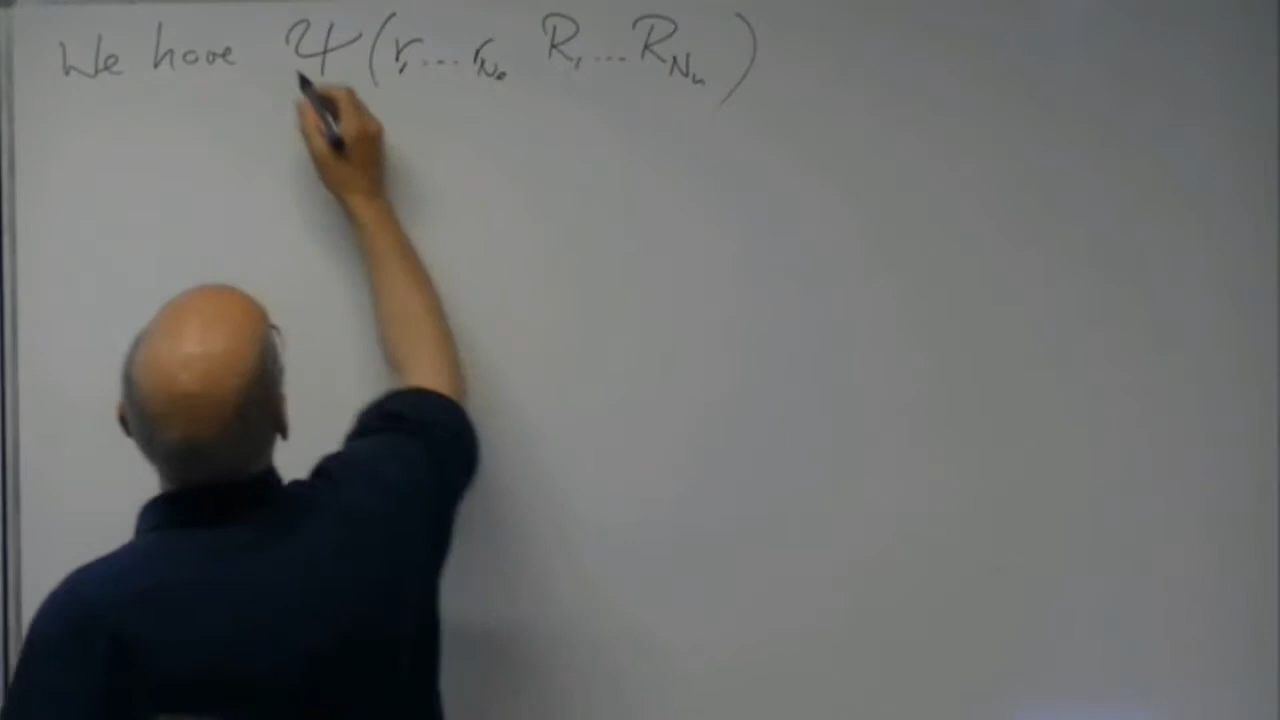 We have Ψ(r₁...r_Nₑ R₁...R_Nₙ)